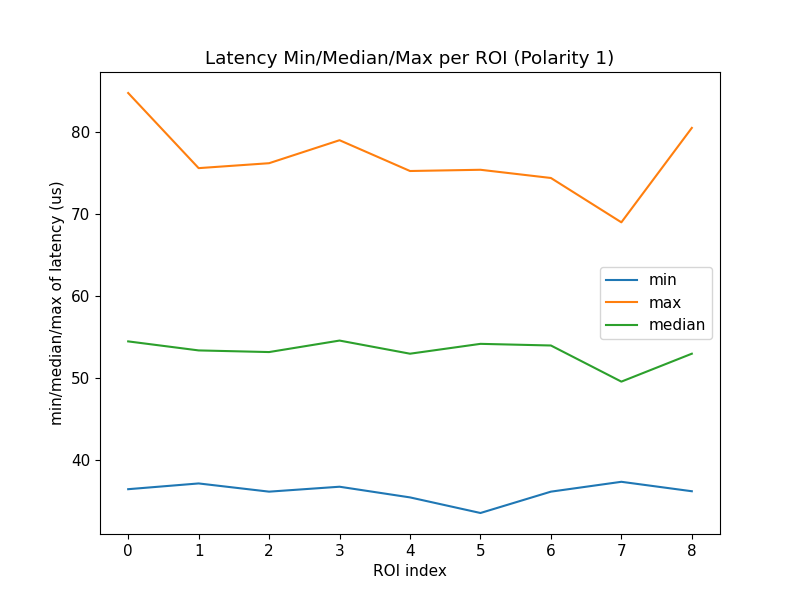 Latency Min/Median/Max per ROI (Polarity 1)
min/median/max of latency (us)
80
70
60
50
40
min
max
median
0 1 2 3 4 5 6 7 8
ROI index